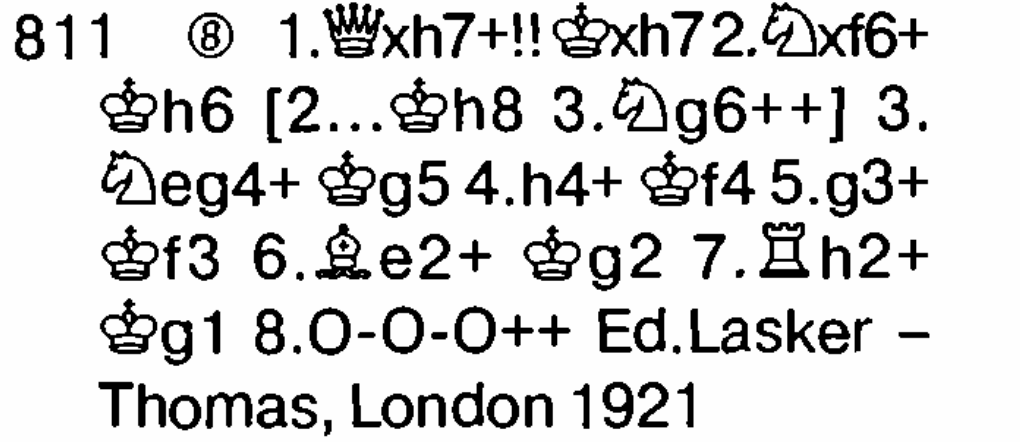 811 ⑧ 1.♕xh7+!! ♔xh7 2.♘xf6+
♔h6 [2...♔h8 3.♘g6++] 3.
♘eg4+ ♔g5 4.h4+ ♔f4 5.g3+
♔f3 6.♗e2+ ♔g2 7.♖h2+
♔g1 8.O-O-O++ Ed.Lasker –
Thomas, London 1921